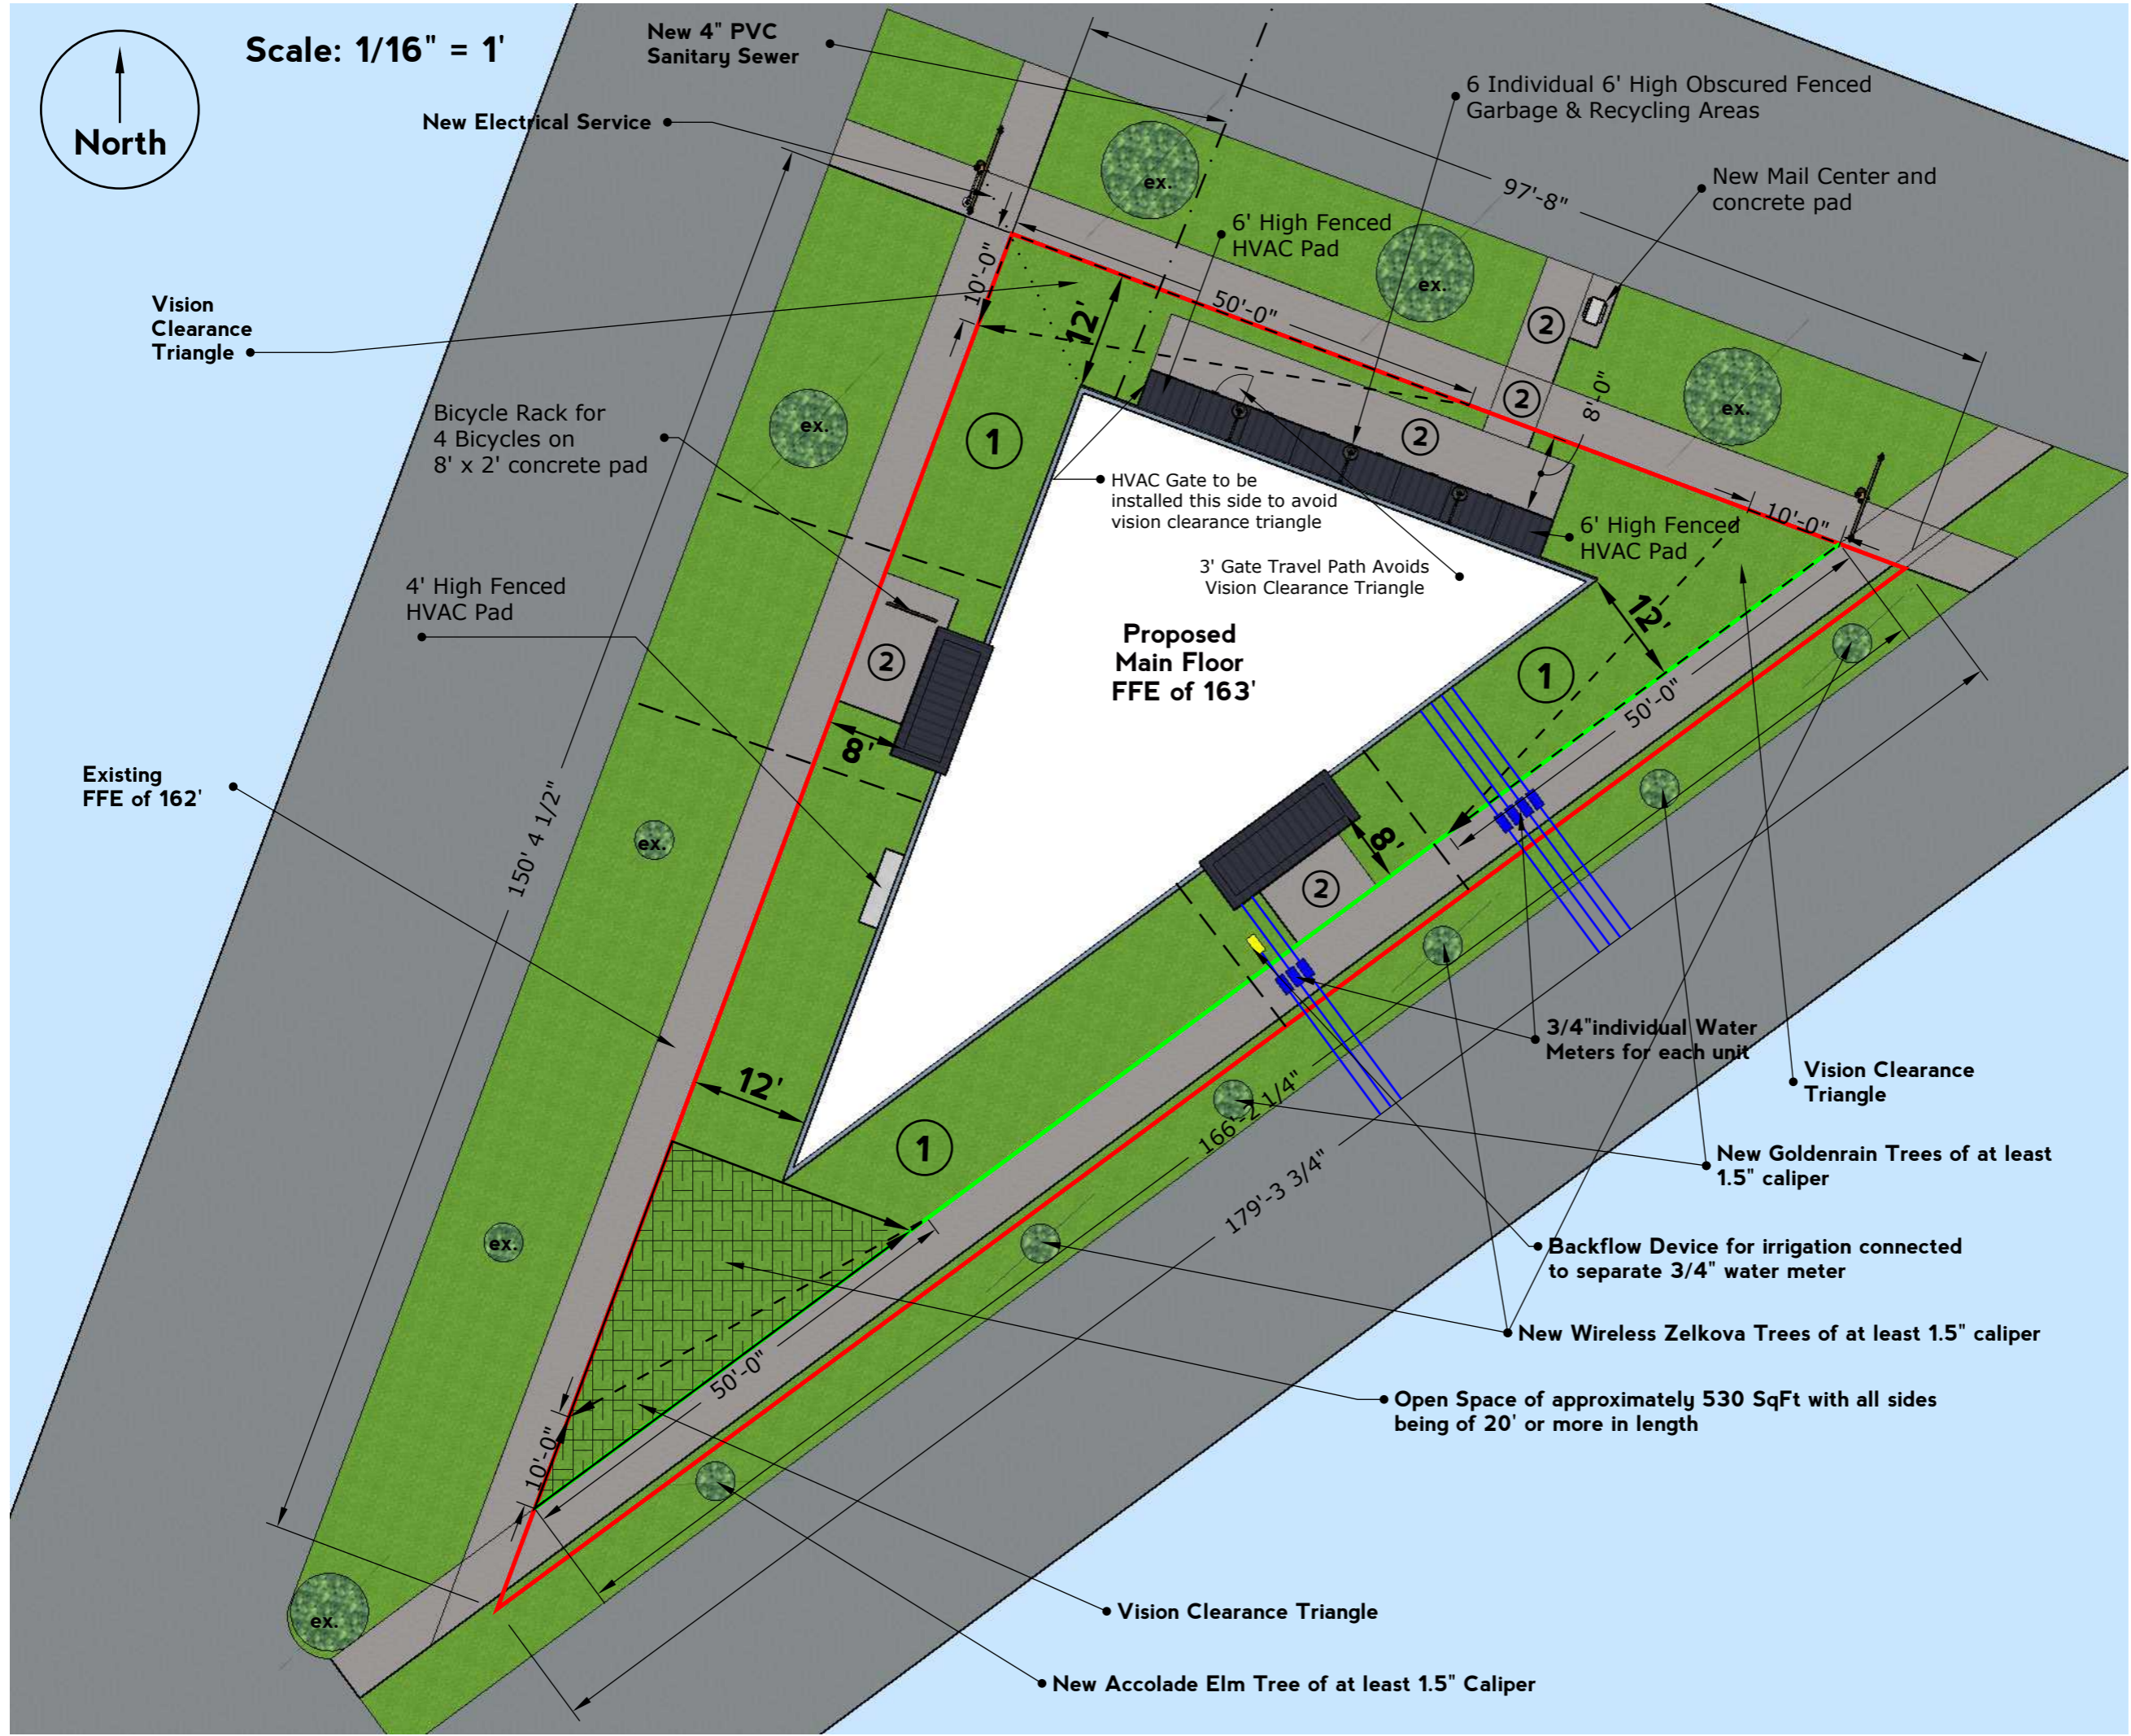 Scale: 1/16" = 1'
North
New 4" PVC
Sanitary Sewer
New Electrical Service
6 Individual 6' High Obscured Fenced
Garbage & Recycling Areas
New Mail Center and
concrete pad
97'-8"
6' High Fenced
HVAC Pad
Vision
Clearance
Triangle
10'-0"
12'
50'-0"
ex.
ex.
ex.
ex.
2
2
2
8'-0"
10'-0"
Bicycle Rack for
4 Bicycles on
8' x 2' concrete pad
1
HVAC Gate to be
installed this side to avoid
vision clearance triangle
6' High Fenced
HVAC Pad
3' Gate Travel Path Avoids
Vision Clearance Triangle
4' High Fenced
HVAC Pad
Proposed
Main Floor
FFE of 163'
12'
1
50'-0"
2
8'
Existing
FFE of 162'
150' 4 1/2"
ex.
8'
2
3/4"individual Water
Meters for each unit
Vision Clearance
Triangle
12'
1
166'-2 1/4"
179'-3 3/4"
New Goldenrain Trees of at least
1.5" caliper
ex.
Backflow Device for irrigation connected
to separate 3/4" water meter
New Wireless Zelkova Trees of at least 1.5" caliper
50'-0"
10'-0"
Open Space of approximately 530 SqFt with all sides
being of 20' or more in length
ex.
Vision Clearance Triangle
New Accolade Elm Tree of at least 1.5" Caliper